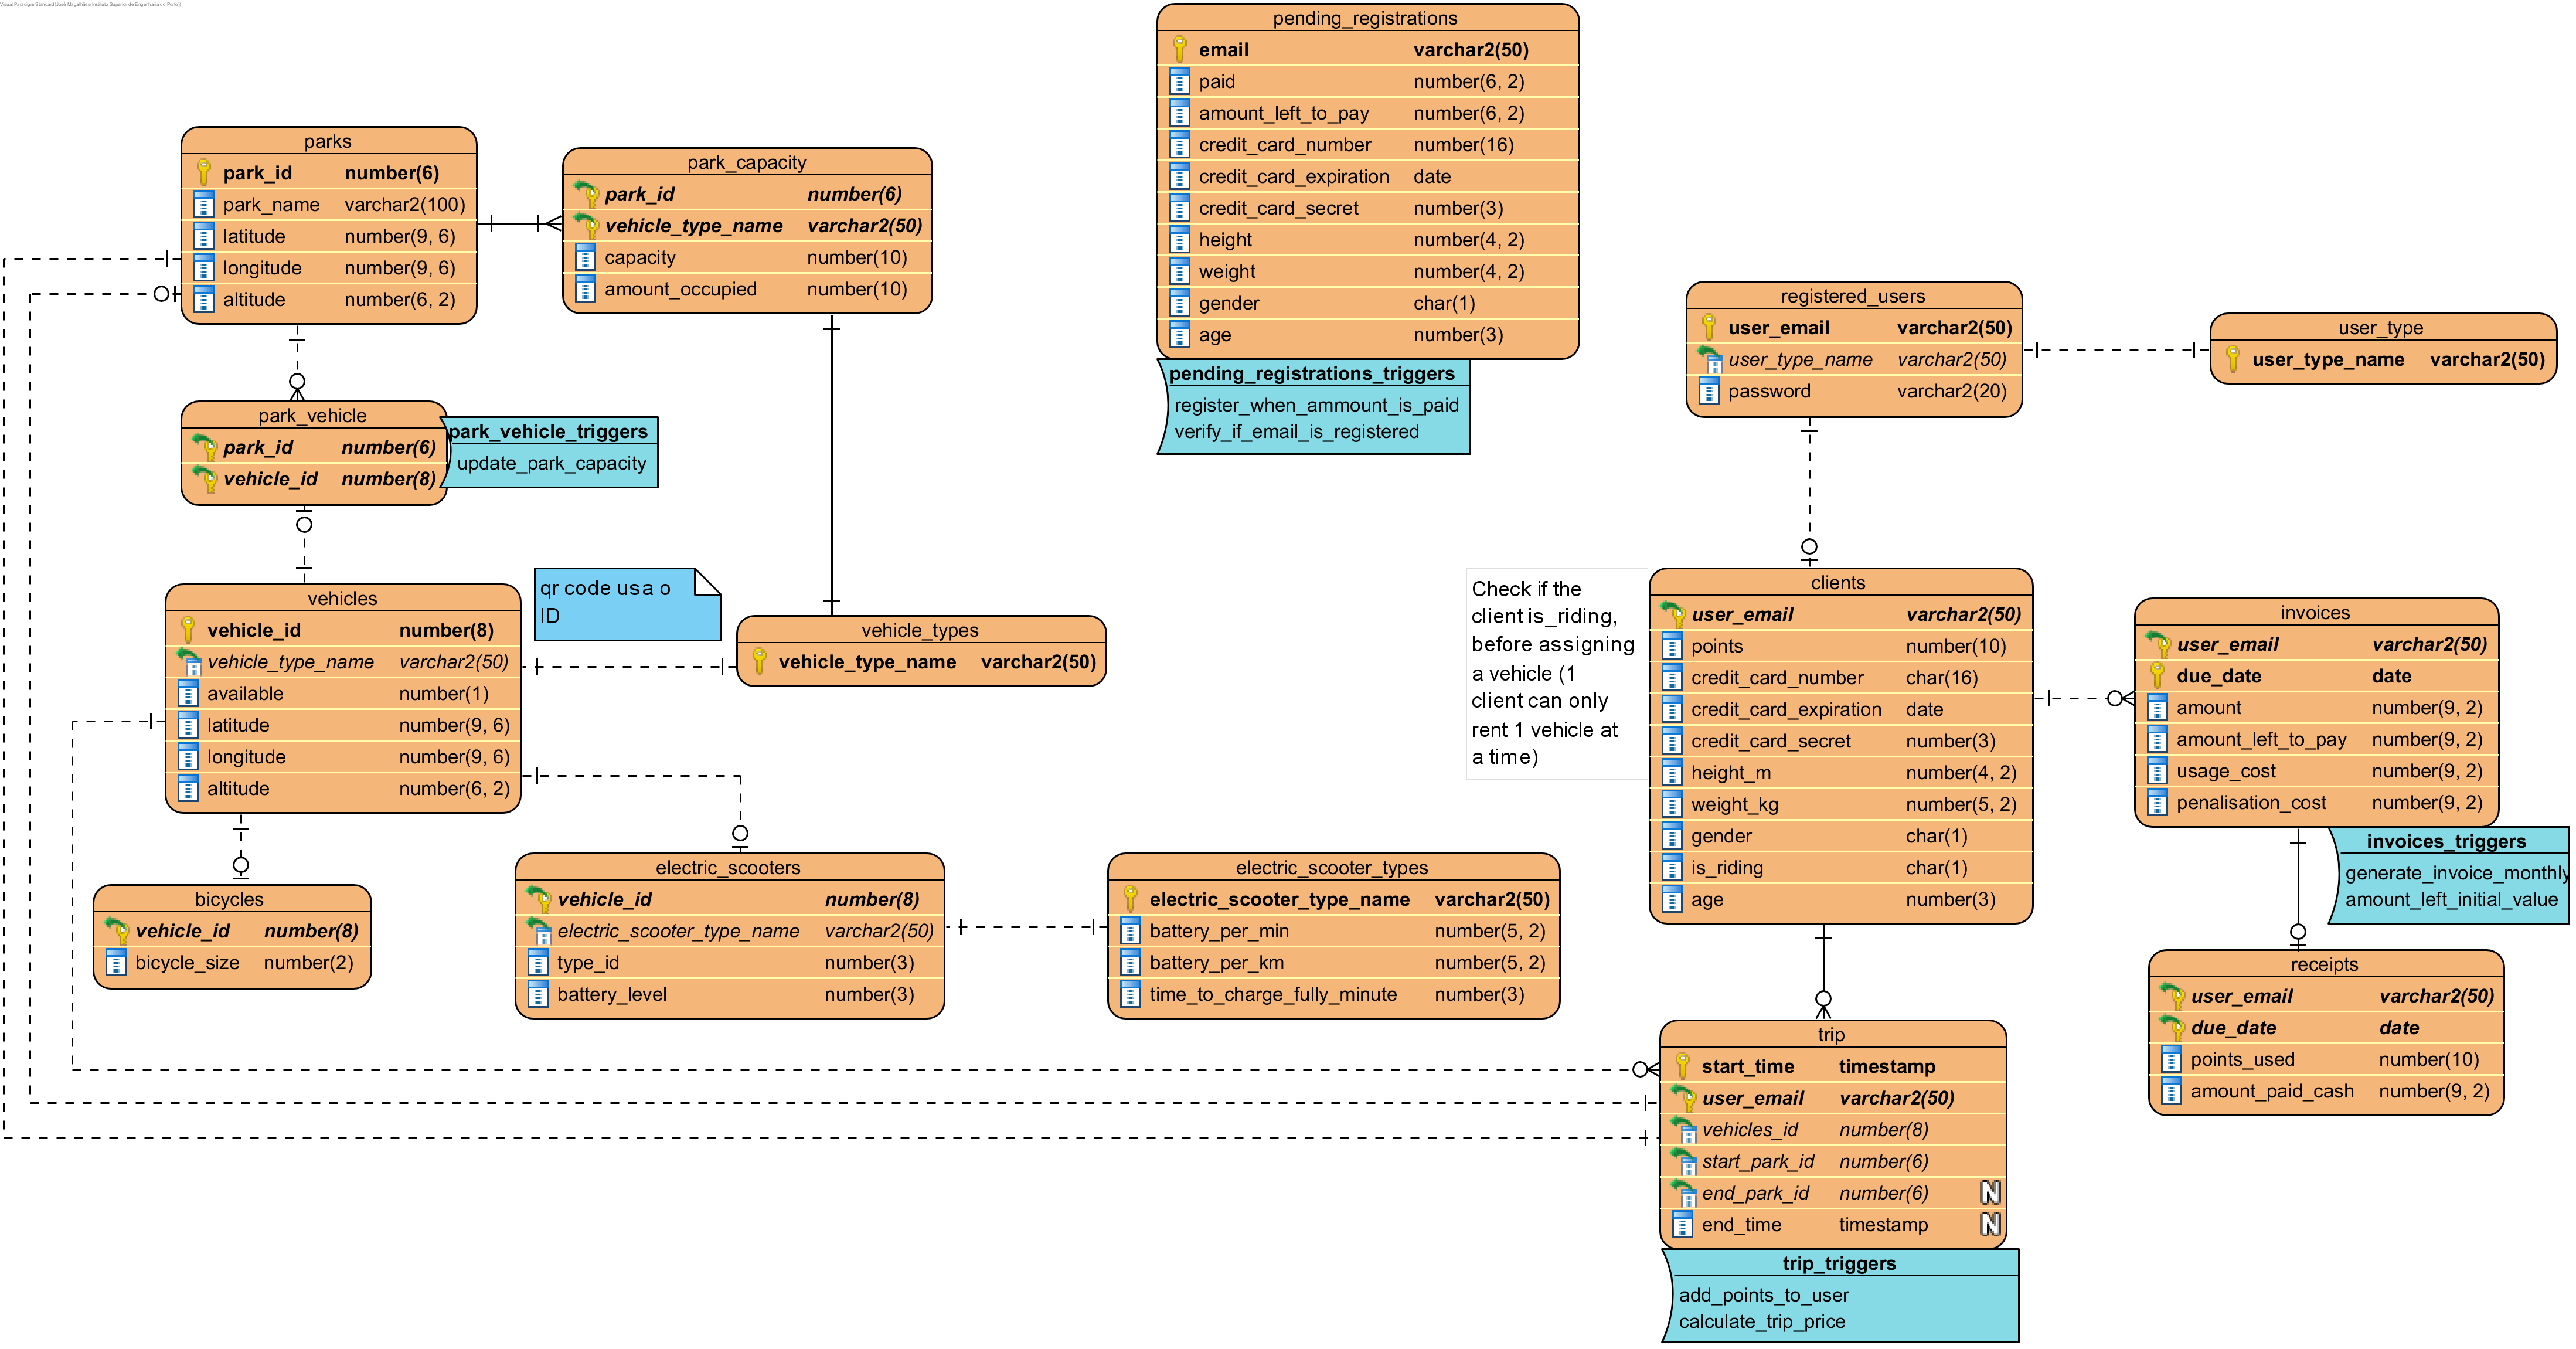 Visual Paradigm Standard(José Magalhães(Instituto Superior de Engenharia do Porto))
pending_registrations
email varchar2(50)
paid number(6, 2)
amount_left_to_pay number(6, 2)
credit_card_number number(16)
credit_card_expiration date
credit_card_secret number(3)
height number(4, 2)
weight number(4, 2)
gender char(1)
age number(3)
pending_registrations_triggers
register_when_ammount_is_paid
verify_if_email_is_registered
parks
park_id number(6)
park_name varchar2(100)
latitude number(9, 6)
longitude number(9, 6)
altitude number(6, 2)
park_capacity
park_id number(6)
vehicle_type_name varchar2(50)
capacity number(10)
amount_occupied number(10)
registered_users
user_email varchar2(50)
user_type_name varchar2(50)
password varchar2(20)
user_type
user_type_name varchar2(50)
park_vehicle
park_id number(6)
vehicle_id number(8)
park_vehicle_triggers
update_park_capacity
vehicles
vehicle_id number(8)
vehicle_type_name varchar2(50)
available number(1)
latitude number(9, 6)
longitude number(9, 6)
altitude number(6, 2)
qr code usa o
ID
vehicle_types
vehicle_type_name varchar2(50)
Check if the
client is_riding,
before assigning
a vehicle (1
client can only
rent 1 vehicle at
a time)
clients
user_email varchar2(50)
points number(10)
credit_card_number char(16)
credit_card_expiration date
credit_card_secret number(3)
height_m number(4, 2)
weight_kg number(5, 2)
gender char(1)
is_riding char(1)
age number(3)
invoices
user_email varchar2(50)
due_date date
amount number(9, 2)
amount_left_to_pay number(9, 2)
usage_cost number(9, 2)
penalisation_cost number(9, 2)
invoices_triggers
generate_invoice_monthly
amount_left_initial_value
bicycles
vehicle_id number(8)
bicycle_size number(2)
electric_scooters
vehicle_id number(8)
electric_scooter_type_name varchar2(50)
type_id number(3)
battery_level number(3)
electric_scooter_types
electric_scooter_type_name varchar2(50)
battery_per_min number(5, 2)
battery_per_km number(5, 2)
time_to_charge_fully_minute number(3)
receipts
user_email varchar2(50)
due_date date
points_used number(10)
amount_paid_cash number(9, 2)
trip
start_time timestamp
user_email varchar2(50)
vehicles_id number(8)
start_park_id number(6)
end_park_id number(6) N
end_time timestamp N
trip_triggers
add_points_to_user
calculate_trip_price